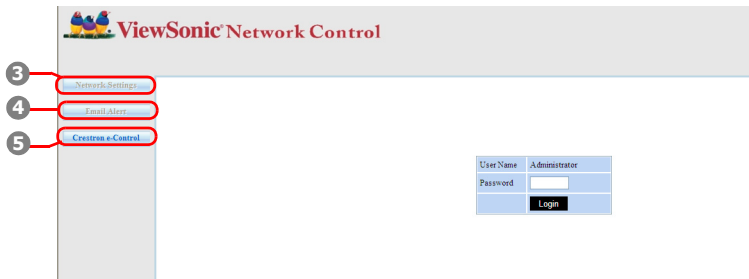 ViewSonic® Network Control
3
Network Settings
4
Email Alert
5
Crestron e-Control
User Name Administrator
Password
Login